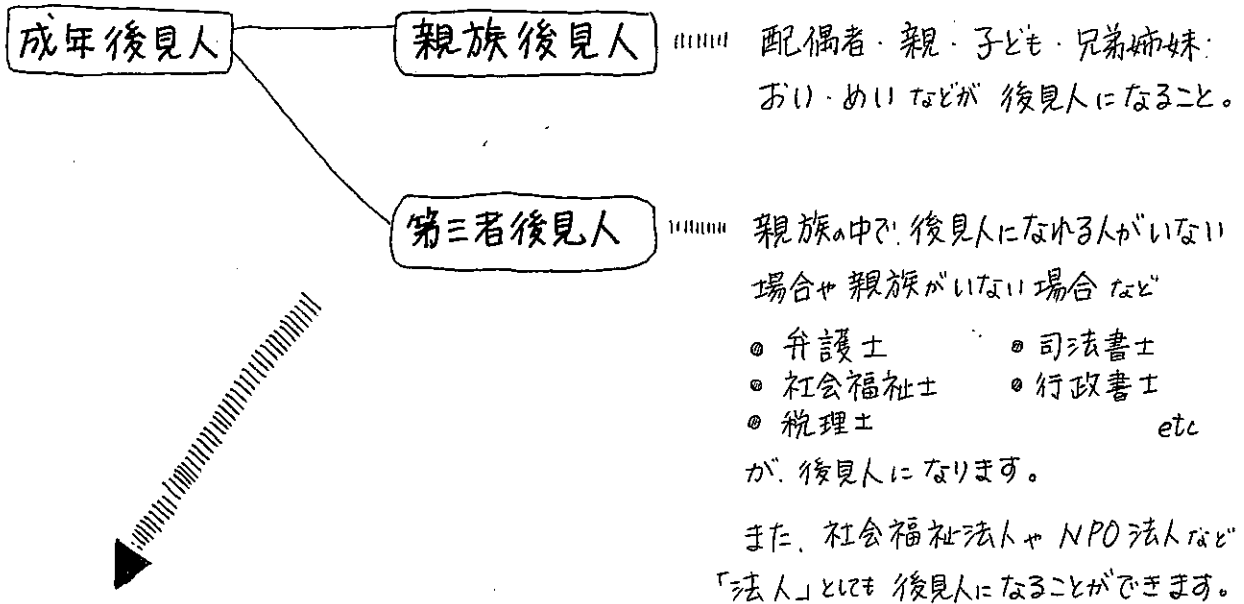 成年後見人
親族後見人
配偶者・親・子ども・兄弟姉妹・
おい・めいなどが 後見人になること。
第三者後見人
親族の中で、後見人になれる人がいない
場合や親族がいない場合など
弁護士 司法書士
社会福祉士 行政書士
税理士 etc
が、後見人になります。
また、社会福祉法人やNPO法人など
「法人」としても後見人になることができます。